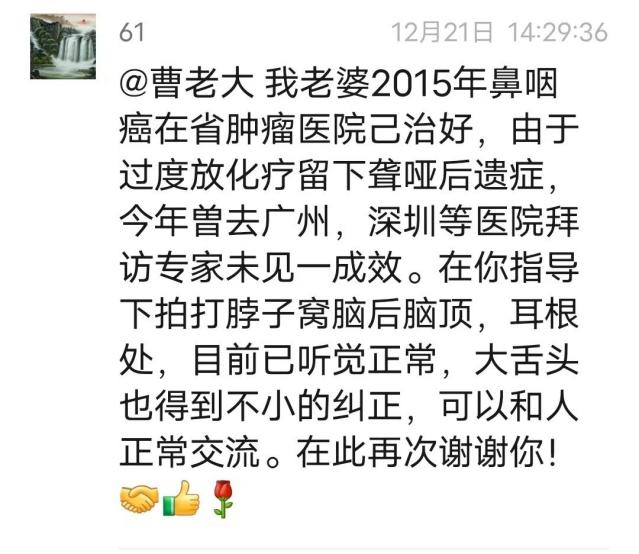 61 12月21日 14:29:36
@曹老大 我老婆2015年鼻咽
癌在省肿瘤医院己治好，由于
过度放化疗留下聋哑后遗症，
今年曾去广州，深圳等医院拜
访专家未见一成效。在你指导
下拍打脖子窝脑后脑顶，耳根
处，目前已听觉正常，大舌头
也得到不小的纠正，可以和人
正常交流。在此再次谢谢你！
🤝👍🌹